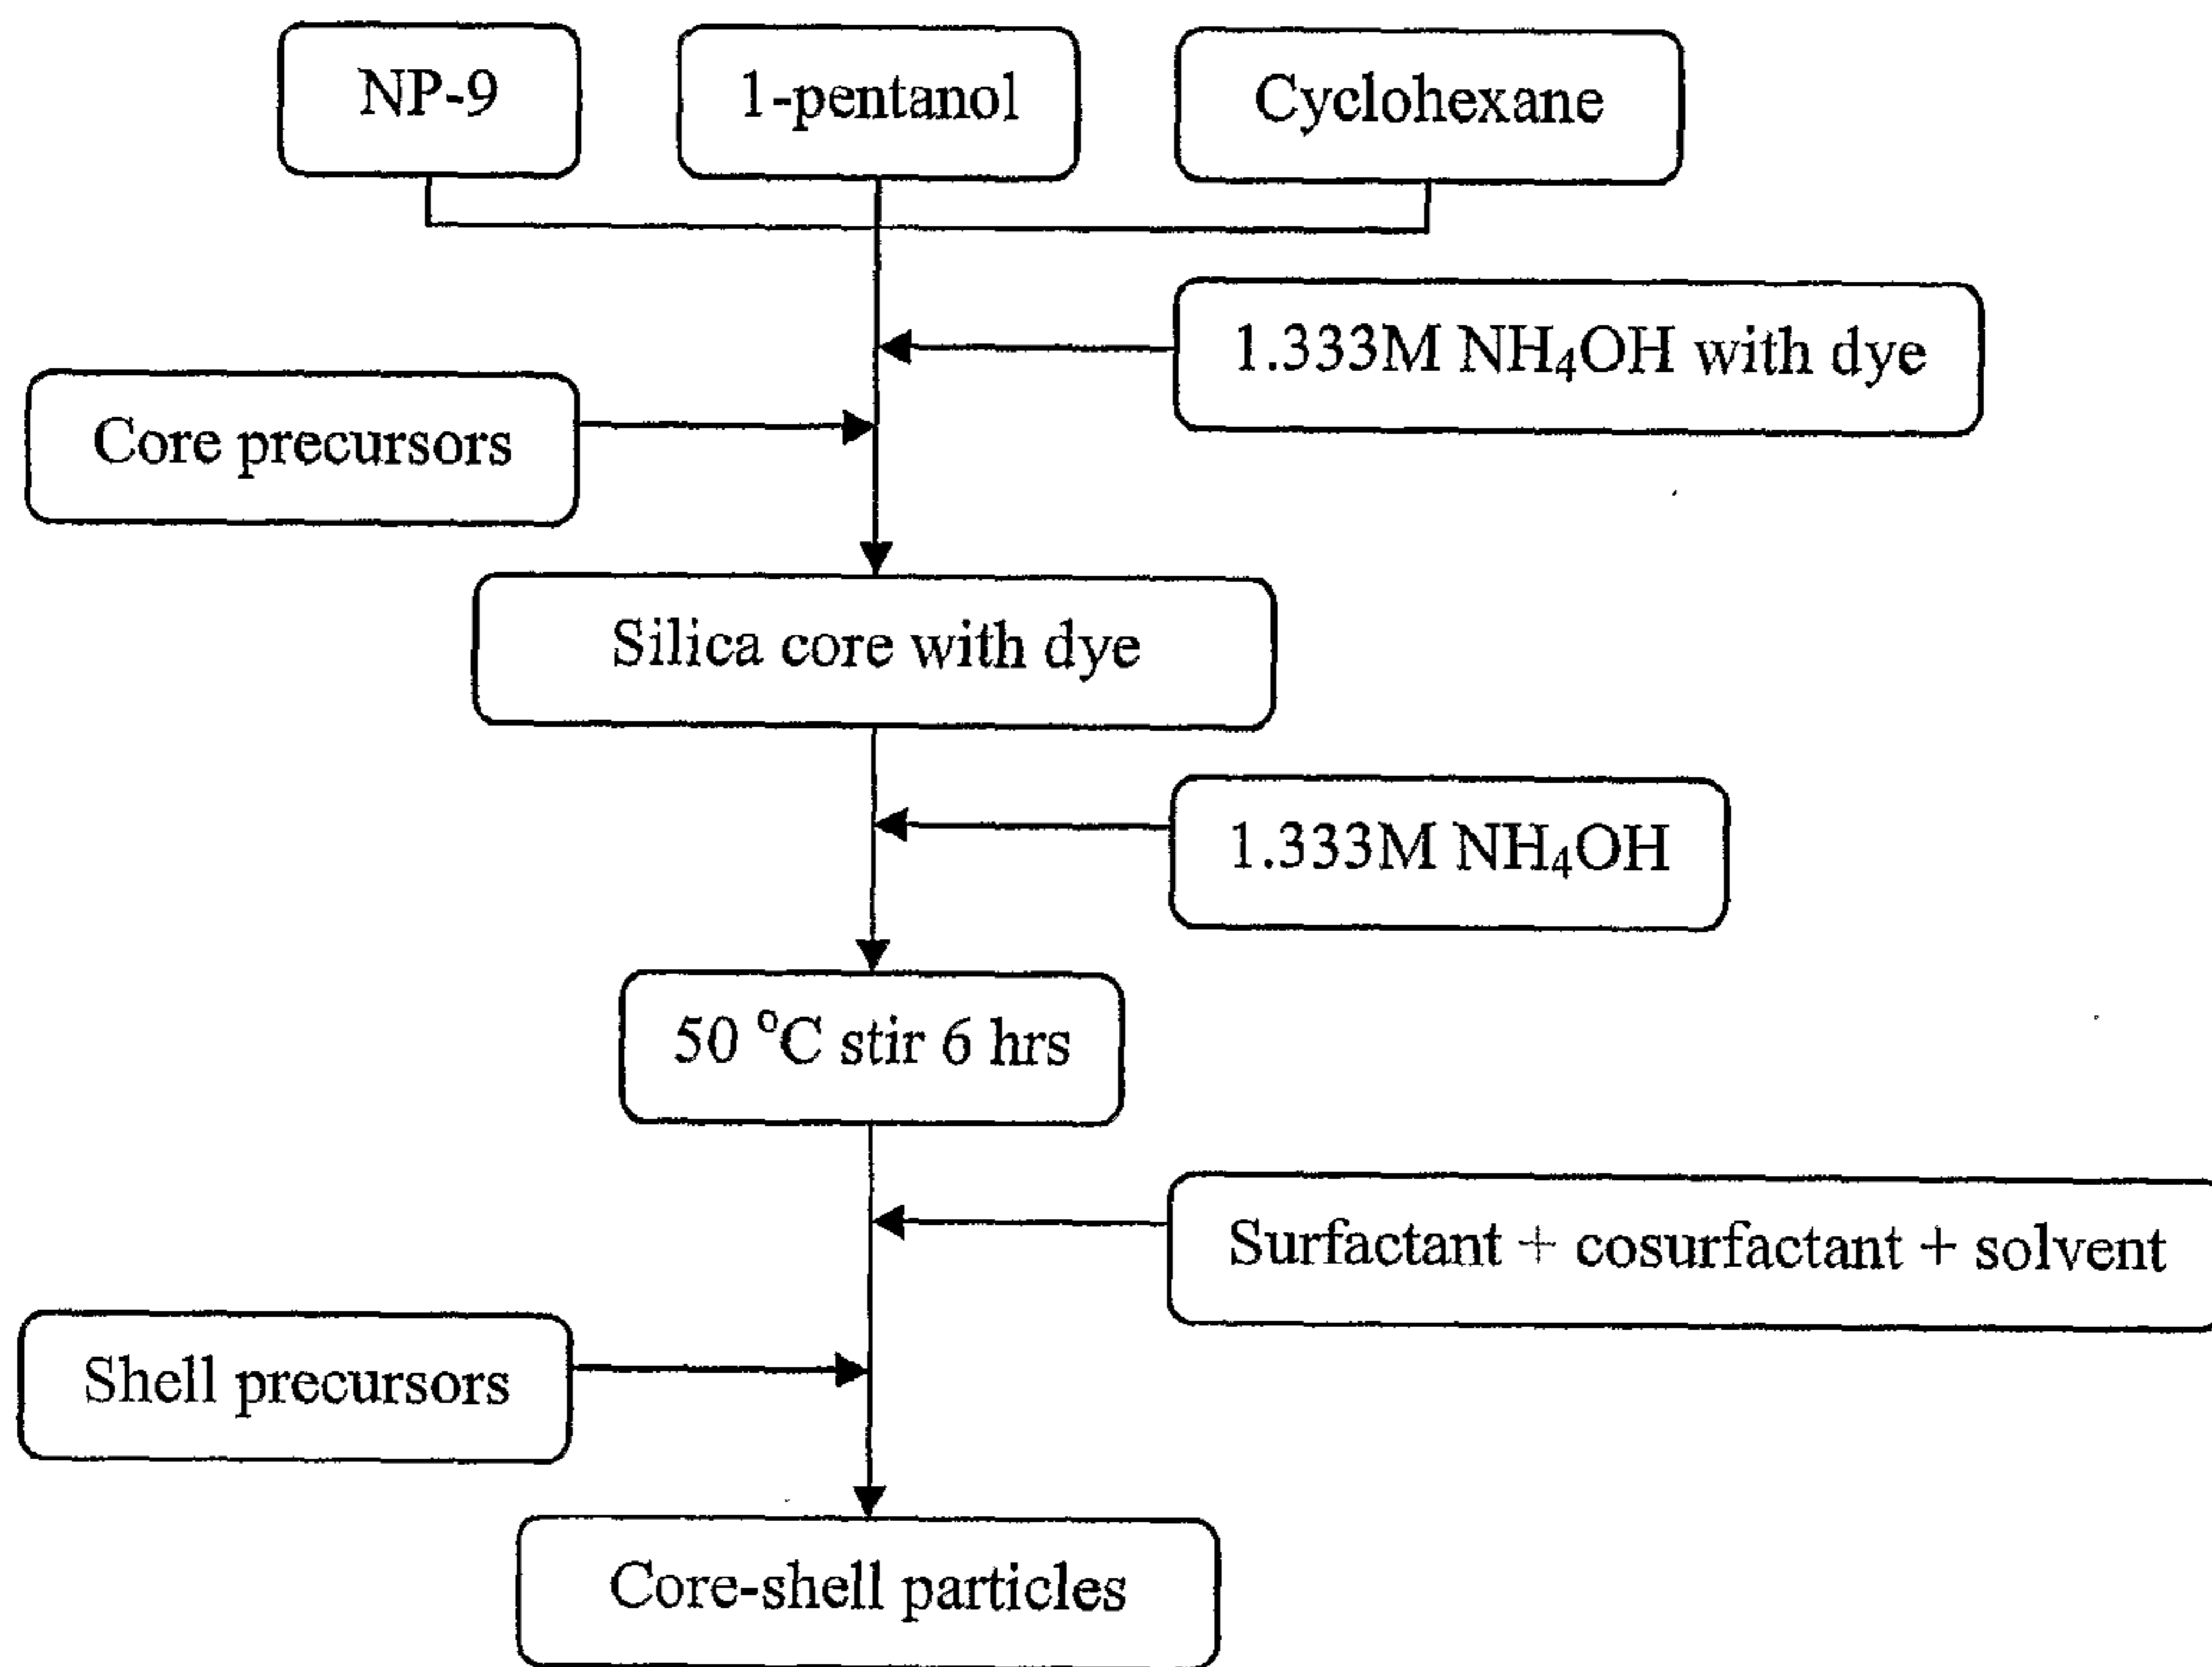 NP-9
1-pentanol
Cyclohexane
1.333M NH₄OH with dye
Core precursors
Silica core with dye
1.333M NH₄OH
50 °C stir 6 hrs
Surfactant + cosurfactant + solvent
Shell precursors
Core-shell particles